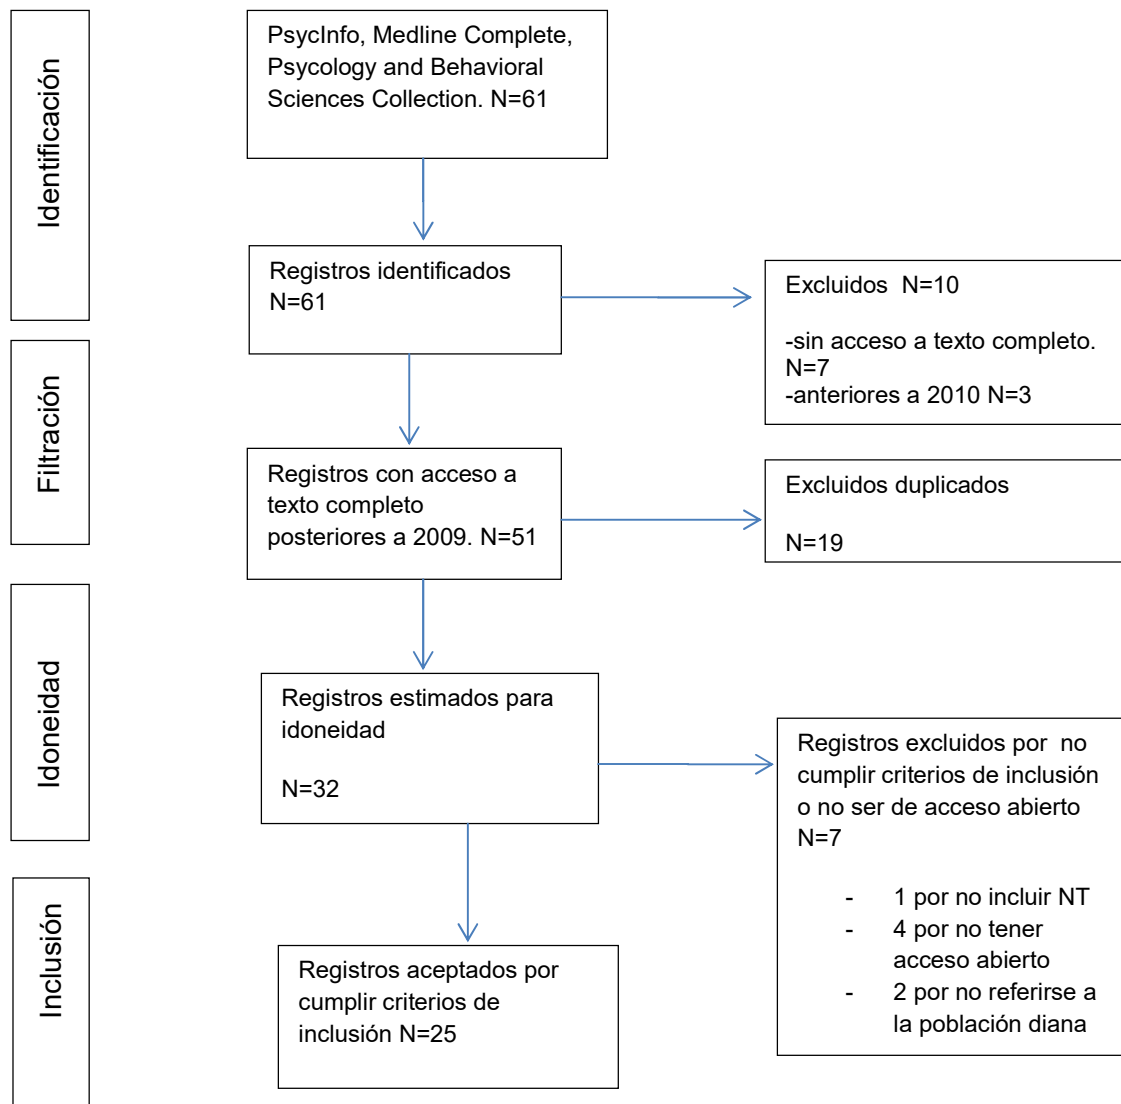 Identificación
PsycInfo, Medline Complete,
Psycology and Behavioral
Sciences Collection. N=61
Registros identificados
N=61
Excluidos N=10
-sin acceso a texto completo.
N=7
-anteriores a 2010 N=3
Filtración
Registros con acceso a
texto completo
posteriores a 2009. N=51
Excluidos duplicados
N=19
Idoneidad
Registros estimados para
idoneidad
N=32
Registros excluidos por no
cumplir criterios de inclusión
o no ser de acceso abierto
N=7
- 1 por no incluir NT
- 4 por no tener
acceso abierto
- 2 por no referirse a
la población diana
Inclusión
Registros aceptados por
cumplir criterios de
inclusión N=25